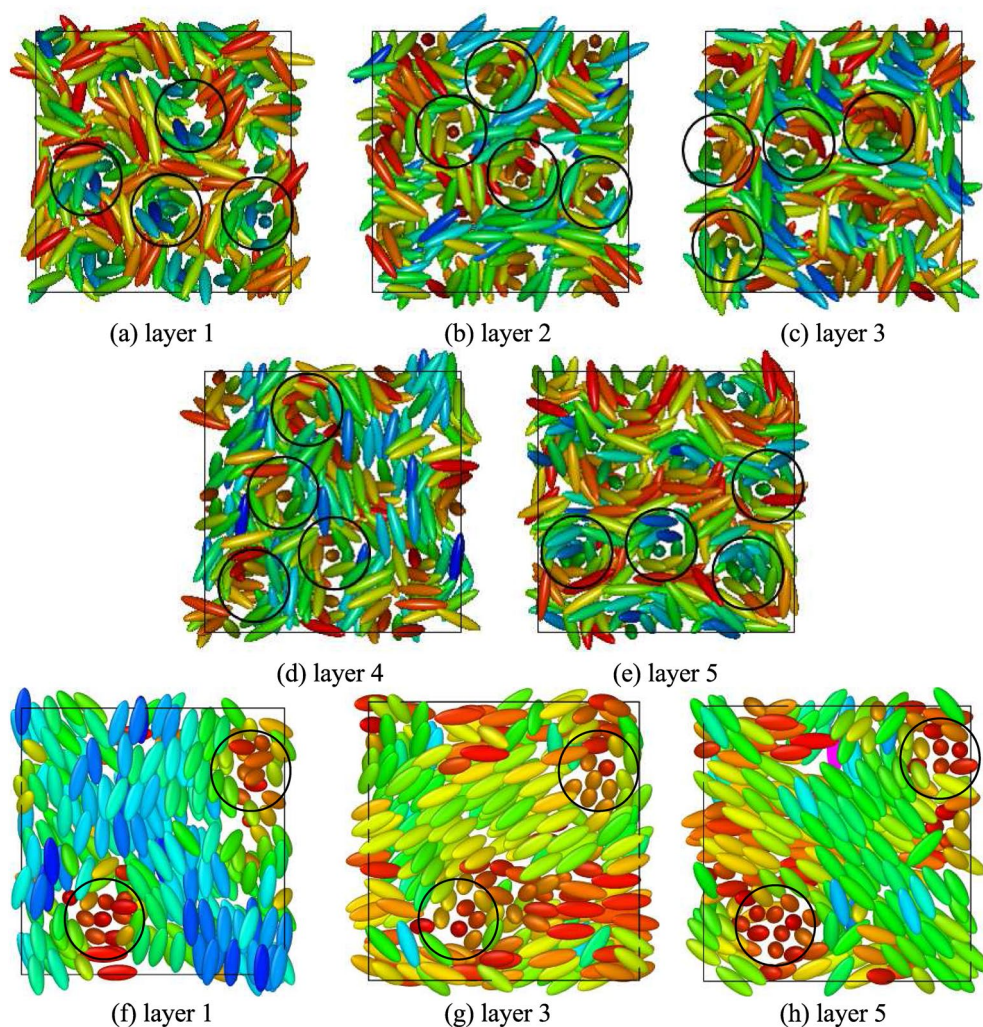 (a) layer 1
(b) layer 2
(c) layer 3
(d) layer 4
(e) layer 5
(f) layer 1
(g) layer 3
(h) layer 5